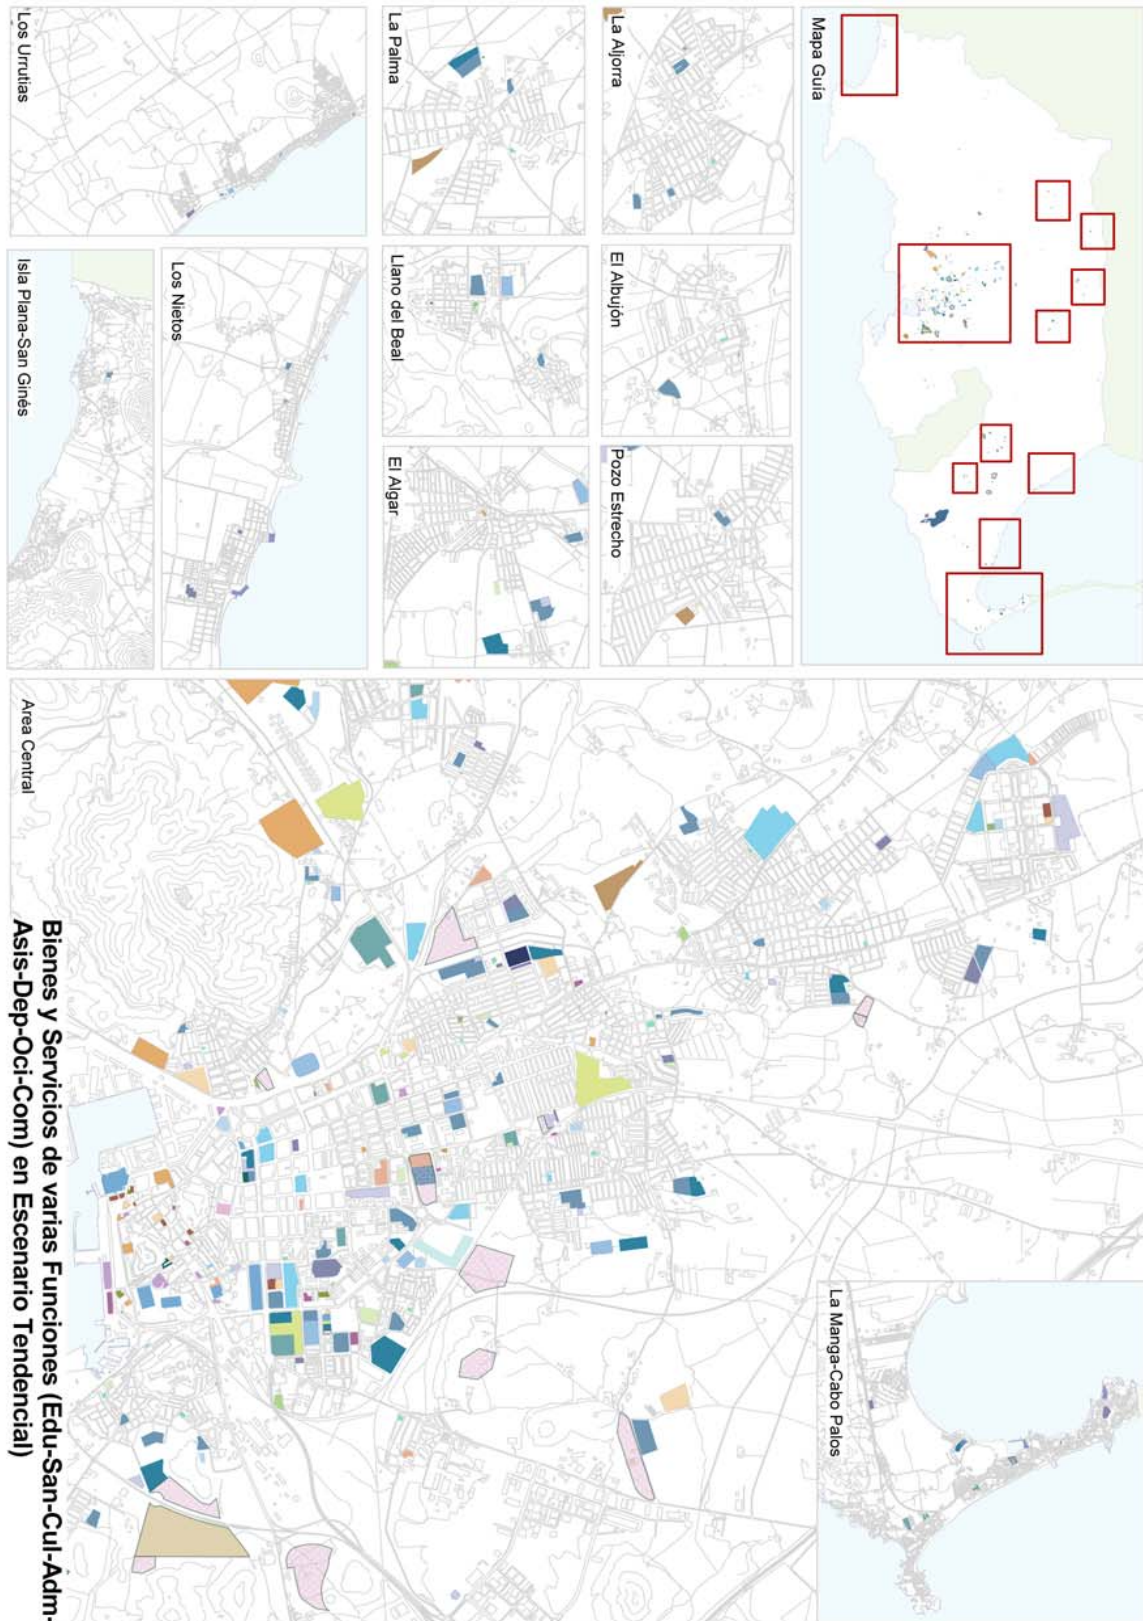 Mapa Guía
La Aljorra
La Palma
Los Urrutias
El Albujón
Llano del Beal
Los Nietos
Isla Plana-San Ginés
Pozo Estrecho
El Algar
Area Central
La Manga-Cabo Palos
Bienes y Servicios de varias Funciones (Edu-San-Cul-Adm-
Asis-Dep-Oci-Com) en Escenario Tendencial)